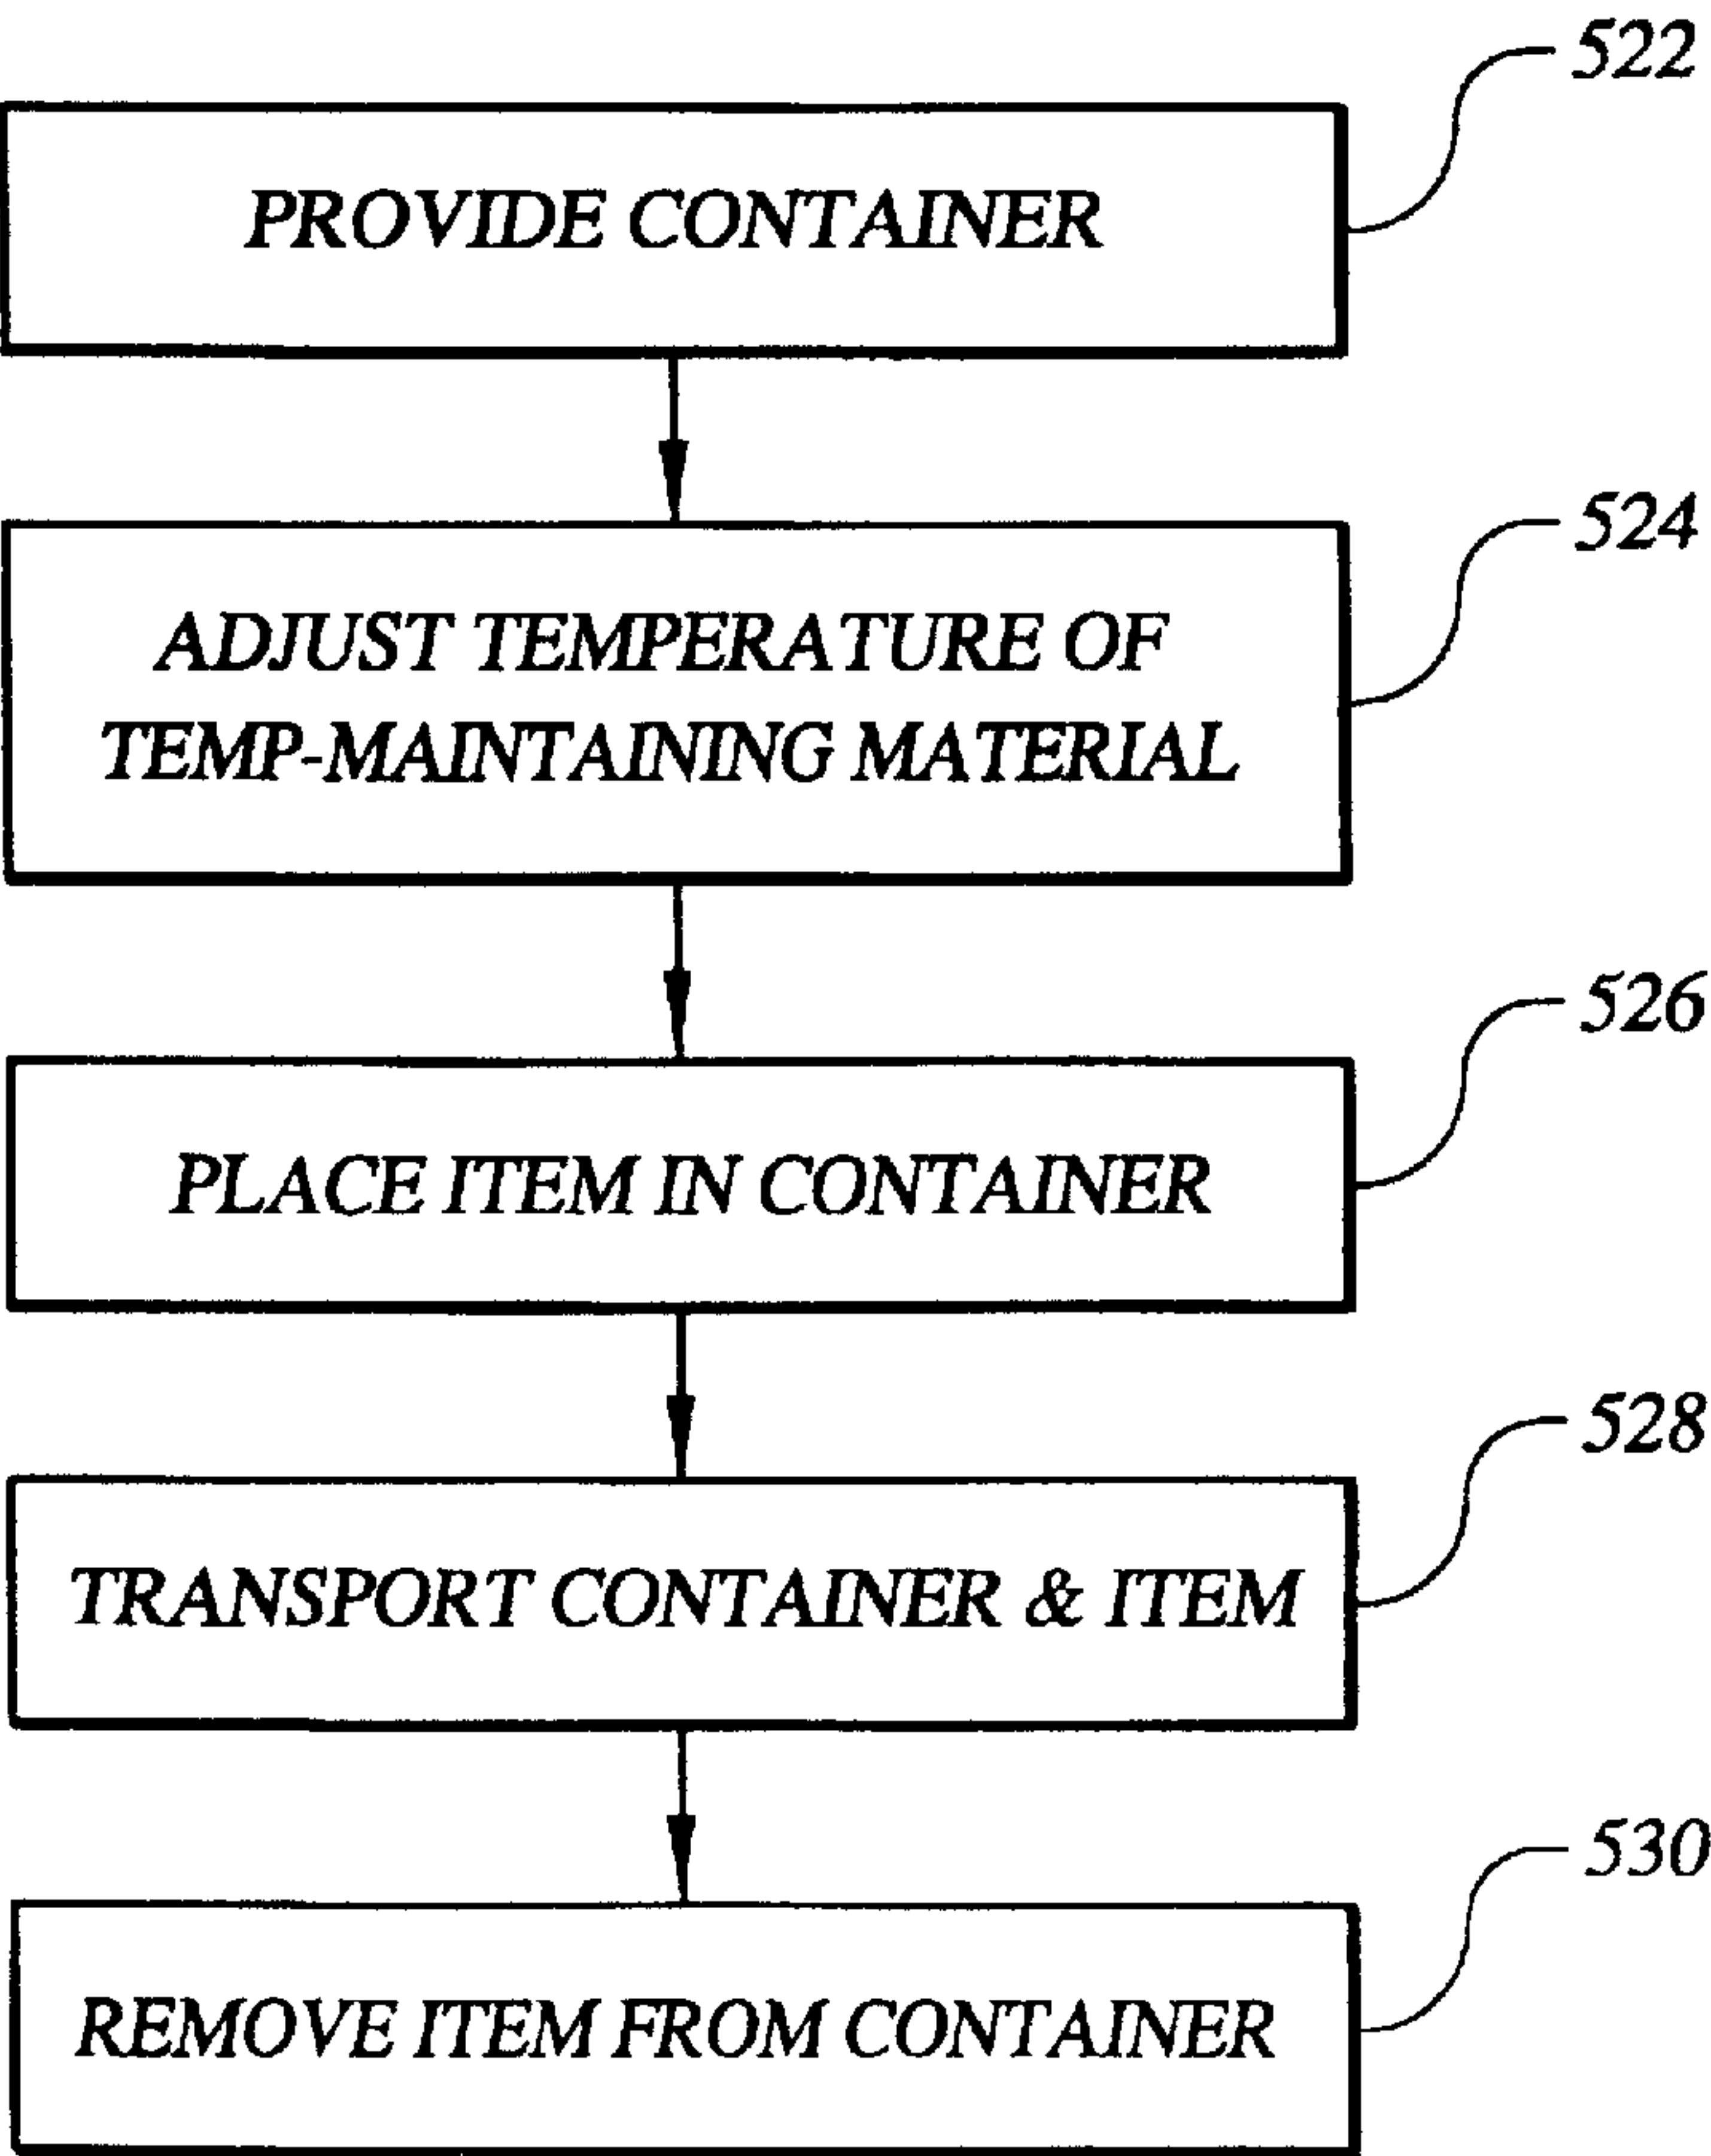 522
PROVIDE CONTAINER
524
ADJUST TEMPERATURE OF
TEMP-MAINTAINING MATERIAL
526
PLACE ITEM IN CONTAINER
528
TRANSPORT CONTAINER & ITEM
530
REMOVE ITEM FROM CONTAINER